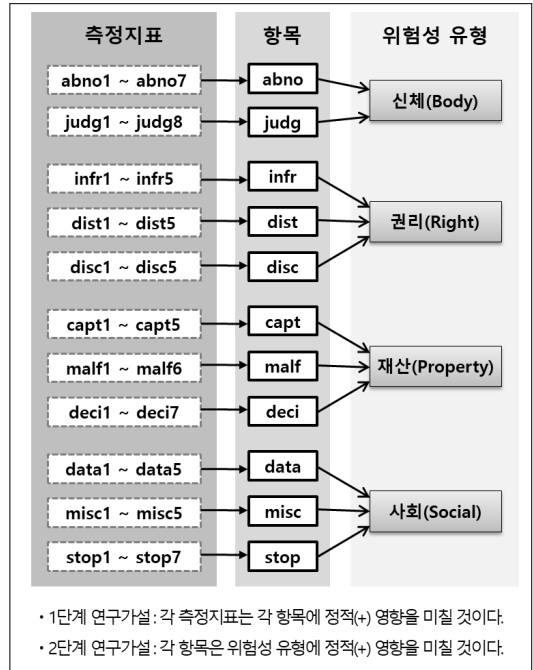 측정지표 항목 위험성 유형
abno1 ~ abno7 abno
신체(Body)
judg1 ~ judg8 judg
infr1 ~ infr5 infr
dist1 ~ dist5 dist 권리(Right)
disc1 ~ disc5 disc
capt1 ~ capt5 capt
malf1 ~ malf6 malf 재산(Property)
deci1 ~ deci7 deci
data1 ~ data5 data
misc1 ~ misc5 misc 사회(Social)
stop1 ~ stop7 stop
・1단계 연구가설 : 각 측정지표는 각 항목에 정적(+) 영향을 미칠 것이다.
・2단계 연구가설 : 각 항목은 위험성 유형에 정적(+) 영향을 미칠 것이다.